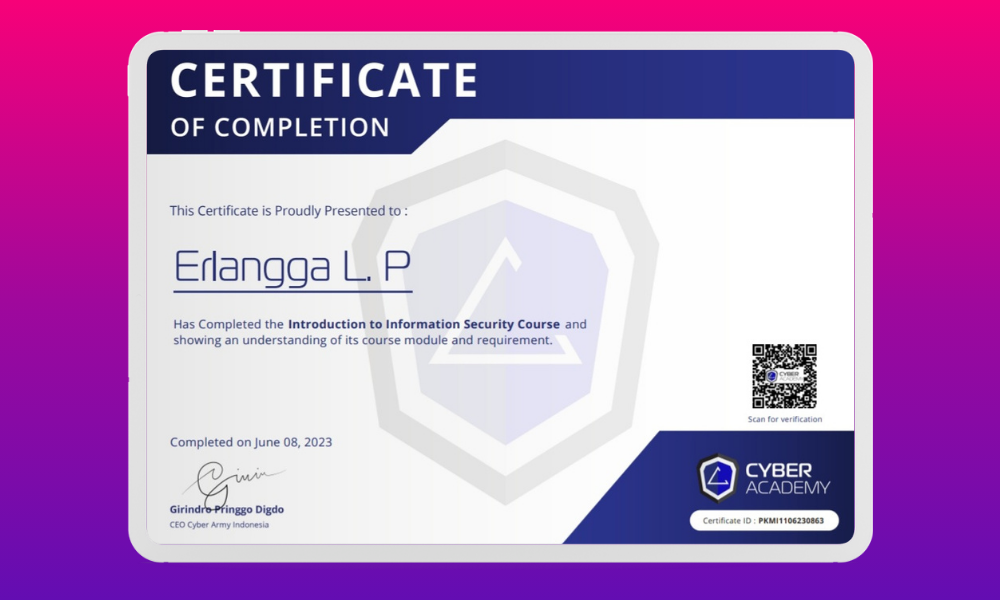 CERTIFICATE
OF COMPLETION
This Certificate is Proudly Presented to :
Erlangga L. P
Has Completed the Introduction to Information Security Course and
showing an understanding of its course module and requirement.
CYBER
ACADEMY
Scan for verification
Completed on June 08, 2023
Girindro Pringgo Digdo
CEO Cyber Army Indonesia
CYBER
ACADEMY
Certificate ID : PKMI1106230863